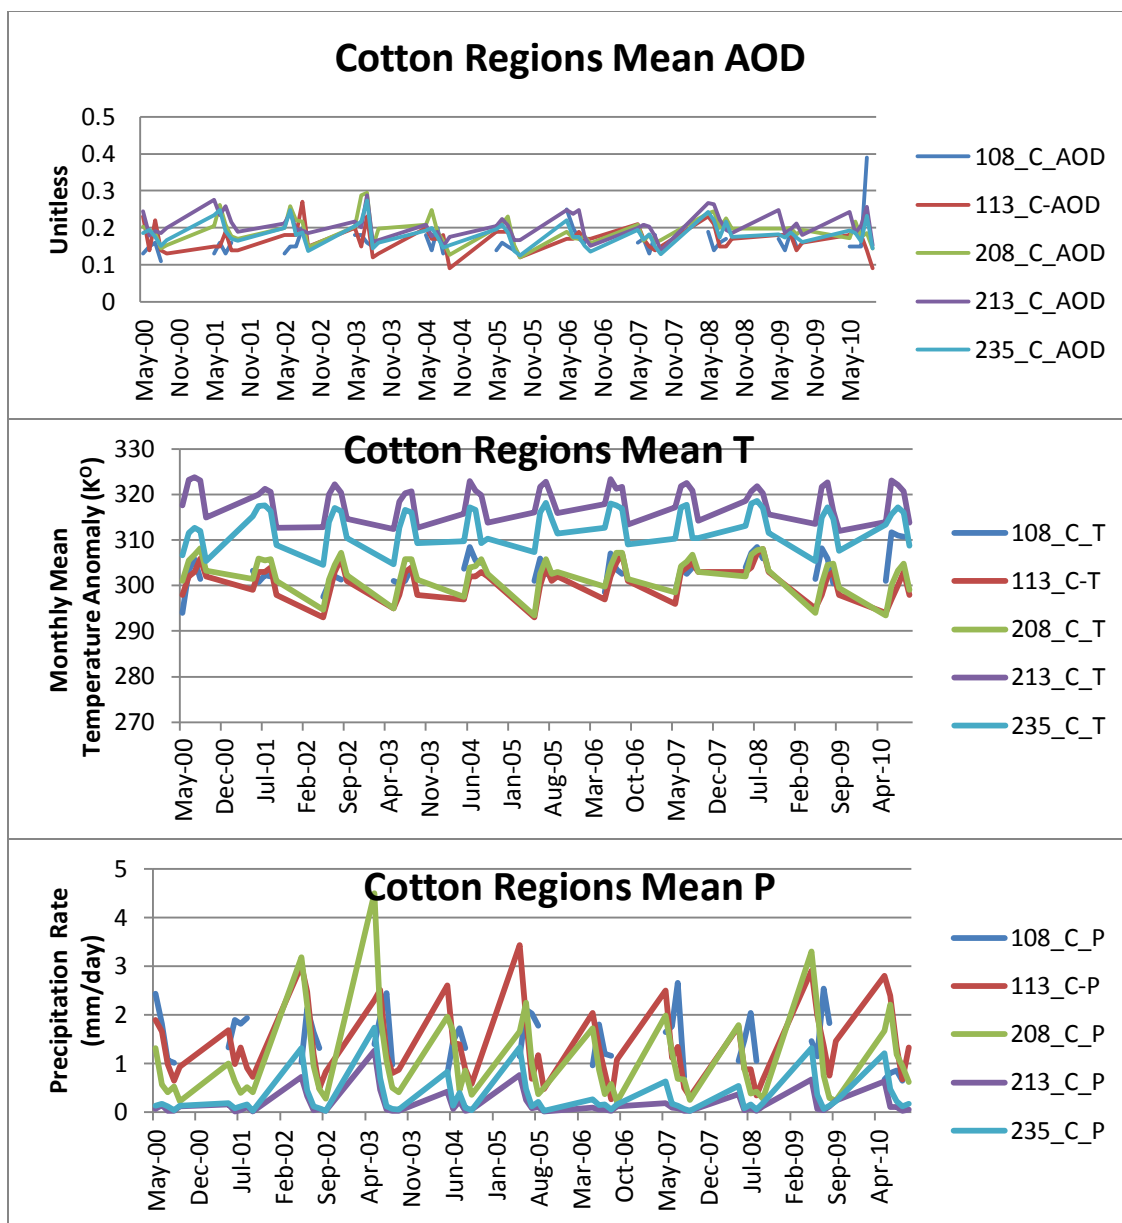 Cotton Regions Mean AOD
Unitless
0.5
0.4
0.3
0.2
0.1
0
May-00
Nov-00
May-01
Nov-01
May-02
Nov-02
May-03
Nov-03
May-04
Nov-04
May-05
Nov-05
May-06
Nov-06
May-07
Nov-07
May-08
Nov-08
May-09
Nov-09
May-10
108_C_AOD
113_C-AOD
208_C_AOD
213_C_AOD
235_C_AOD
Cotton Regions Mean T
Monthly Mean
Temperature Anomaly (K⁰)
330
320
310
300
290
280
270
May-00
Dec-00
Jul-01
Feb-02
Sep-02
Apr-03
Nov-03
Jun-04
Jan-05
Aug-05
Mar-06
Oct-06
May-07
Dec-07
Jul-08
Feb-09
Sep-09
Apr-10
108_C_T
113_C-T
208_C_T
213_C_T
235_C_T
Cotton Regions Mean P
Precipitation Rate
(mm/day)
5
4
3
2
1
0
May-00
Dec-00
Jul-01
Feb-02
Sep-02
Apr-03
Nov-03
Jun-04
Jan-05
Aug-05
Mar-06
Oct-06
May-07
Dec-07
Jul-08
Feb-09
Sep-09
Apr-10
108_C_P
113_C-P
208_C_P
213_C_P
235_C_P